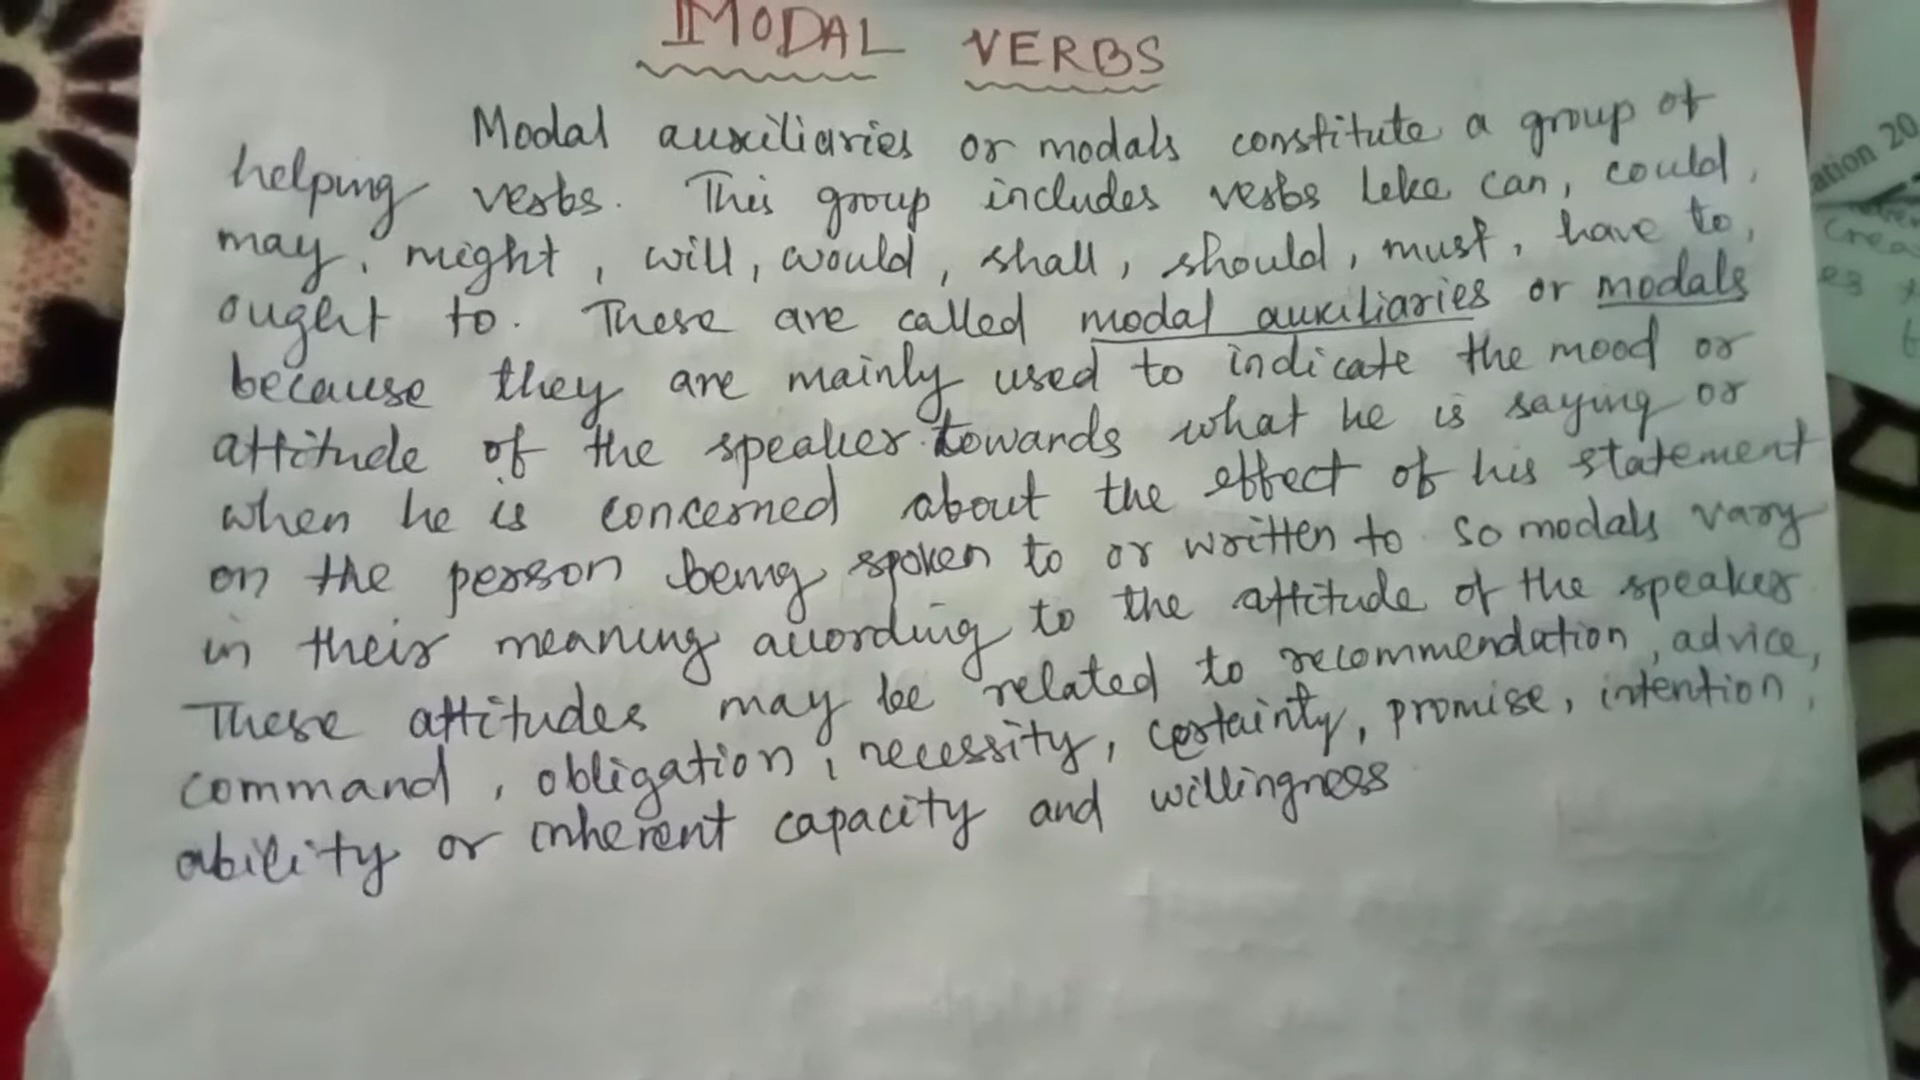 MODAL VERBS
Modal auxiliaries or modals constitute a group of
helping verbs. This group includes verbs like can, could,
may, might, will, would, shall, should, must, have to,
ought to. These are called modal auxiliaries or modals
because they are mainly used to indicate the mood or
attitude of the speaker towards what he is saying or
when he is concerned about the effect of his statement
on the person being spoken to or written to. So modals vary
in their meaning according to the attitude of the speaker.
These attitudes may be related to recommendation, advice,
command, obligation, necessity, certainty, promise, intention,
ability or inherent capacity and willingness
ation 20